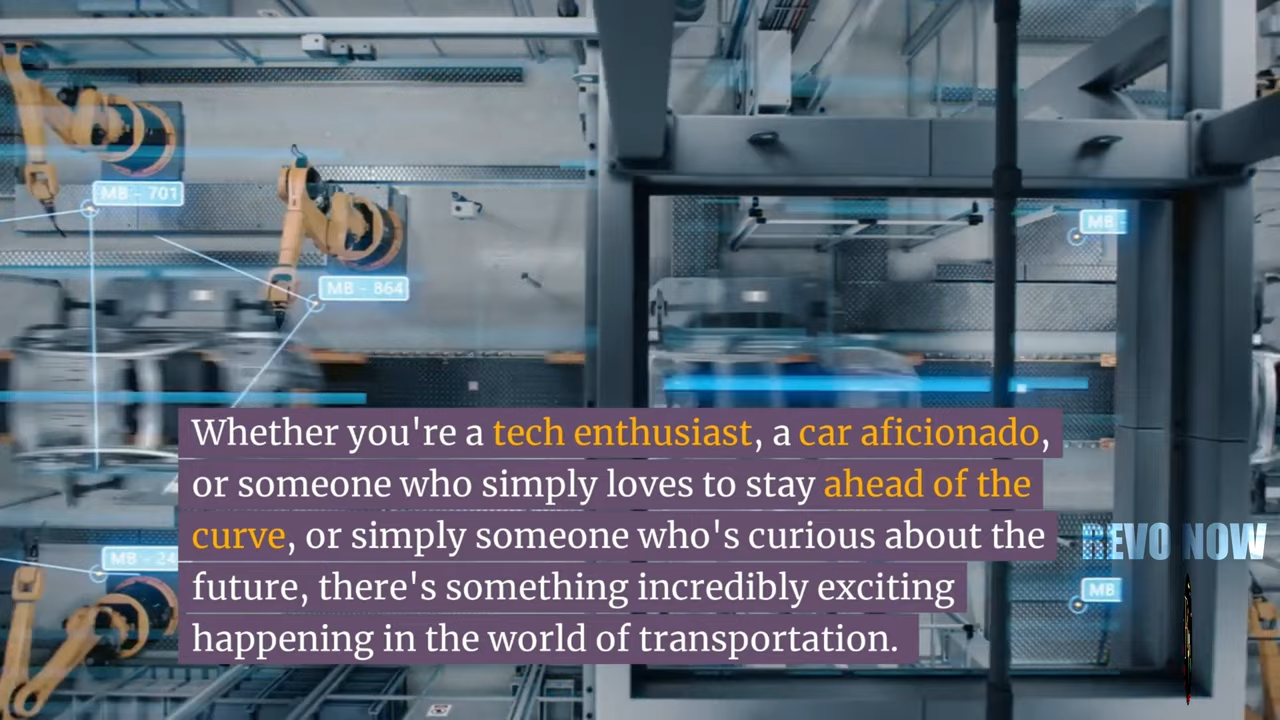 MB - 701
MB - 864
MB -
Whether you're a tech enthusiast, a car aficionado,
or someone who simply loves to stay ahead of the
curve, or simply someone who's curious about the
future, there's something incredibly exciting
happening in the world of transportation.
REVO NOW
MB - 24
MB